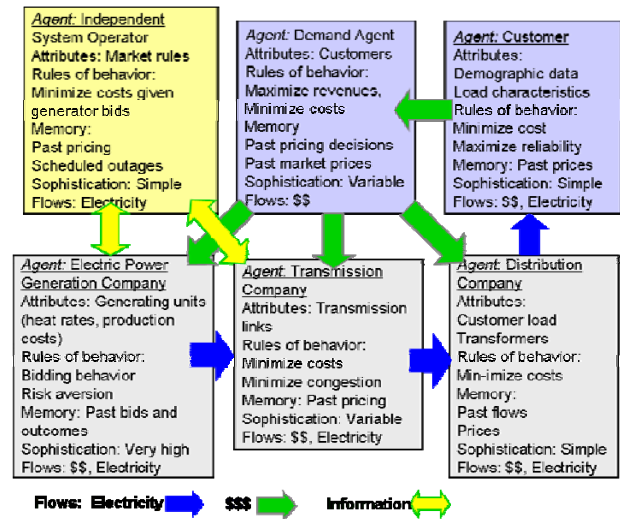 Agent: Independent
System Operator
Attributes: Market rules
Rules of behavior:
Minimize costs given
generator bids
Memory:
Past pricing
Scheduled outages
Sophistication: Simple
Flows: Electricity
Agent: Demand Agent
Attributes: Customers
Rules of behavior:
Maximize revenues,
Minimize costs
Memory
Past pricing decisions
Past market prices
Sophistication: Variable
Flows: $$
Agent: Customer
Attributes:
Demographic data
Load characteristics
Rules of behavior:
Minimize cost
Maximize reliability
Memory: Past prices
Sophistication: Simple
Flows: $$, Electricity
Agent: Electric Power
Generation Company
Attributes: Generating units
(heat rates, production
costs)
Rules of behavior:
Bidding behavior
Risk aversion
Memory: Past bids and
outcomes
Sophistication: Very high
Flows: $$, Electricity
Agent: Transmission
Company
Attributes: Transmission
links
Rules of behavior:
Minimize costs
Minimize congestion
Memory: Past pricing
Sophistication: Variable
Flows: $$, Electricity
Agent: Distribution
Company
Attributes:
Customer load
Transformers
Rules of behavior:
Min-imize costs
Memory:
Past flows
Prices
Sophistication: Simple
Flows: $$, Electricity
Flows: Electricity $$$ Information